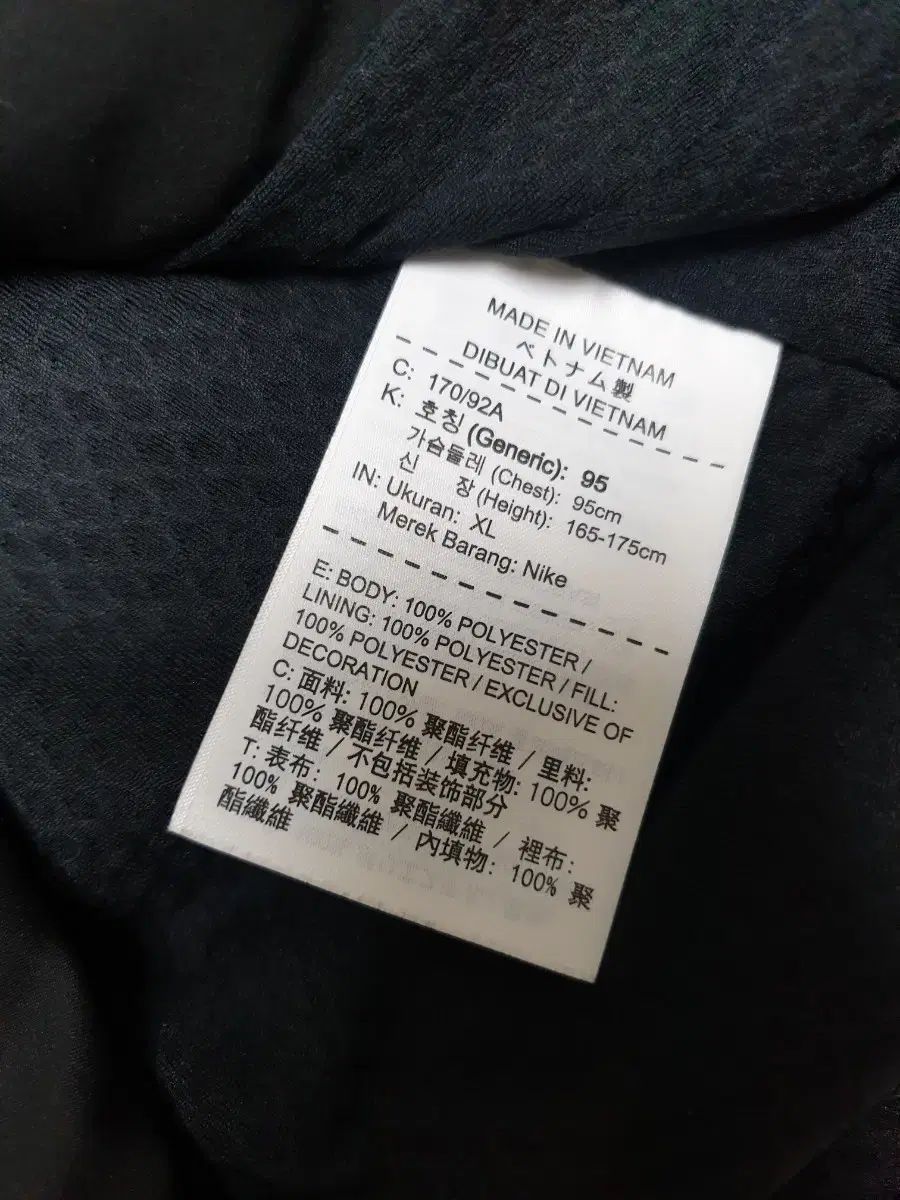 MADE IN VIETNAM
ベトナム製
DIBUAT DI VIETNAM
C: 170/92A
K: 호칭 (Generic): 95
가슴둘레 (Chest): 95cm
신 장 (Height): 165-175cm
IN: Ukuran: XL
Merek Barang: Nike
E: BODY: 100% POLYESTER /
LINING: 100% POLYESTER / FILL:
100% POLYESTER / EXCLUSIVE OF
DECORATION
C: 面料: 100% 聚酯纤维 / 里料:
100% 聚酯纤维 / 填充物: 100% 聚
酯纤维 / 不包括装饰部分
T: 表布: 100% 聚酯纖維 / 裡布:
100% 聚酯纖維 / 內填物: 100% 聚
酯纖維